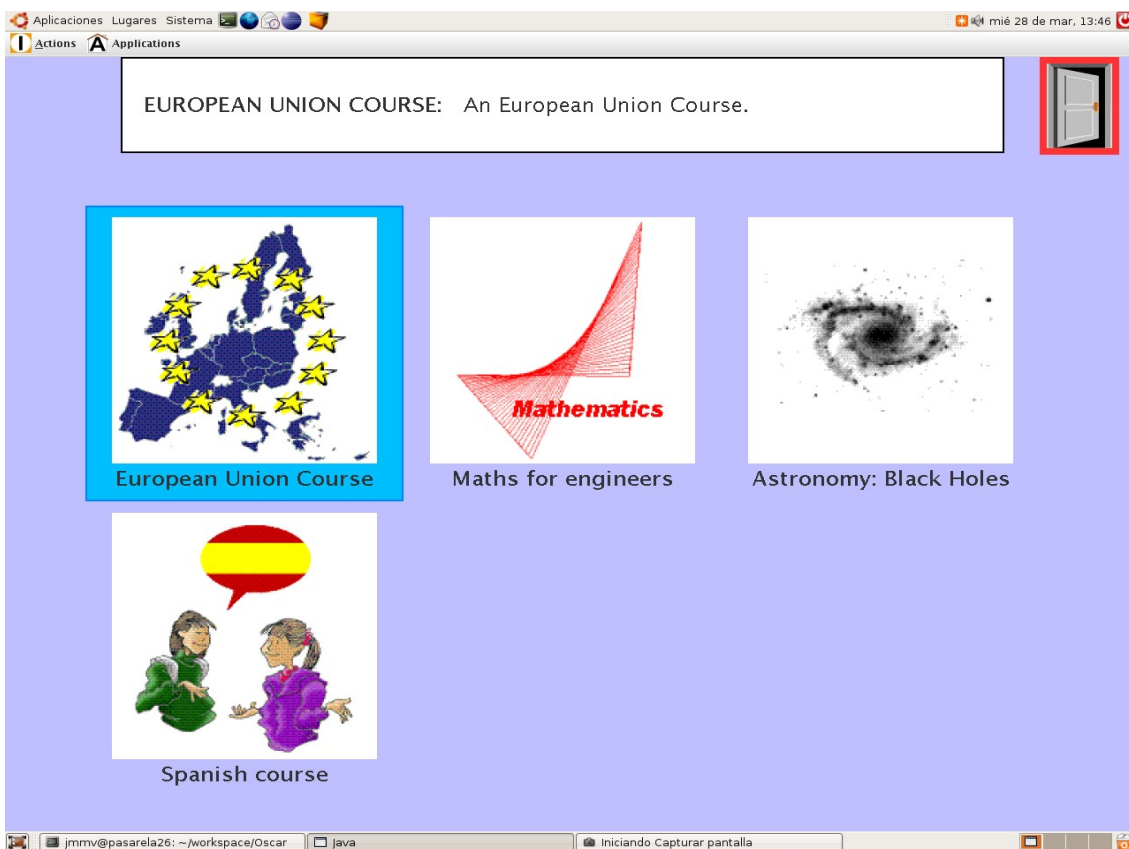 Aplicaciones Lugares Sistema mié 28 de mar, 13:46
Actions Applications
EUROPEAN UNION COURSE: An European Union Course.
Mathematics
European Union Course Maths for engineers Astronomy: Black Holes
Spanish course
jmmv@pasarela26: ~/workspace/Oscar Java Iniciando Capturar pantalla